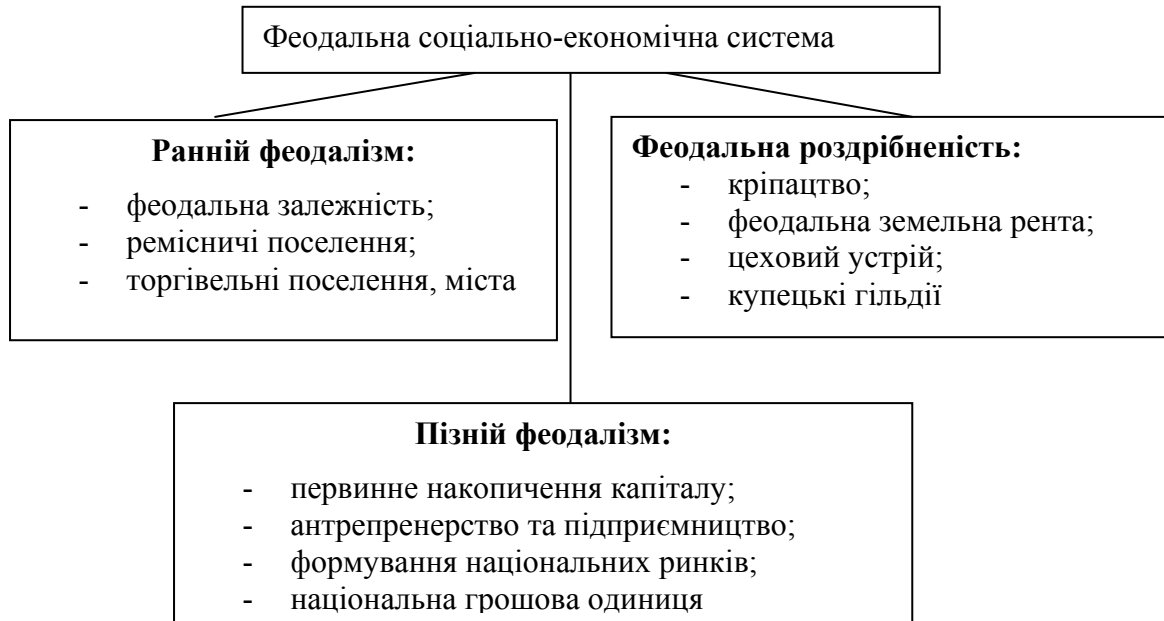 Феодальна соціально-економічна система
Ранній феодалізм:
- феодальна залежність;
- ремісничі поселення;
- торгівельні поселення, міста
Феодальна роздрібненість:
- кріпацтво;
- феодальна земельна рента;
- цеховий устрій;
- купецькі гільдії
Пізній феодалізм:
- первинне накопичення капіталу;
- антрепренерство та підприємництво;
- формування національних ринків;
- національна грошова одиниця